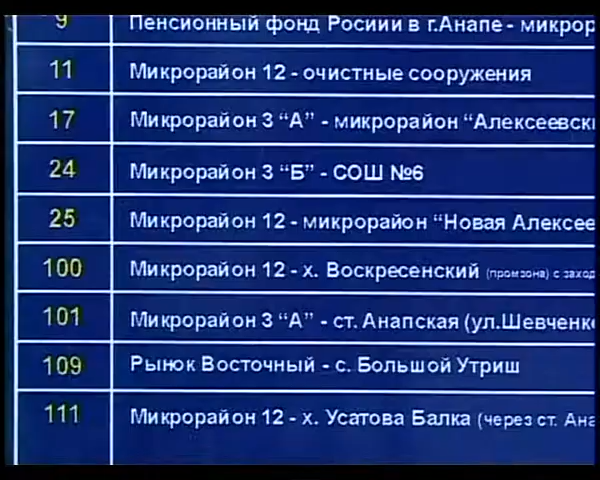 9 Пенсионный фонд Росиии в г.Анапе - микрор
11 Микрорайон 12 - очистные сооружения
17 Микрорайон 3 “А” - микрорайон “Алексеевск
24 Микрорайон 3 “Б” - СОШ №6
25 Микрорайон 12 - микрорайон “Новая Алексее
100 Микрорайон 12 - х. Воскресенский (промзона) с заход
101 Микрорайон 3 “А” - ст. Анапская (ул.Шевченк
109 Рынок Восточный - с. Большой Утриш
111 Микрорайон 12 - х. Усатова Балка (через ст. Ана